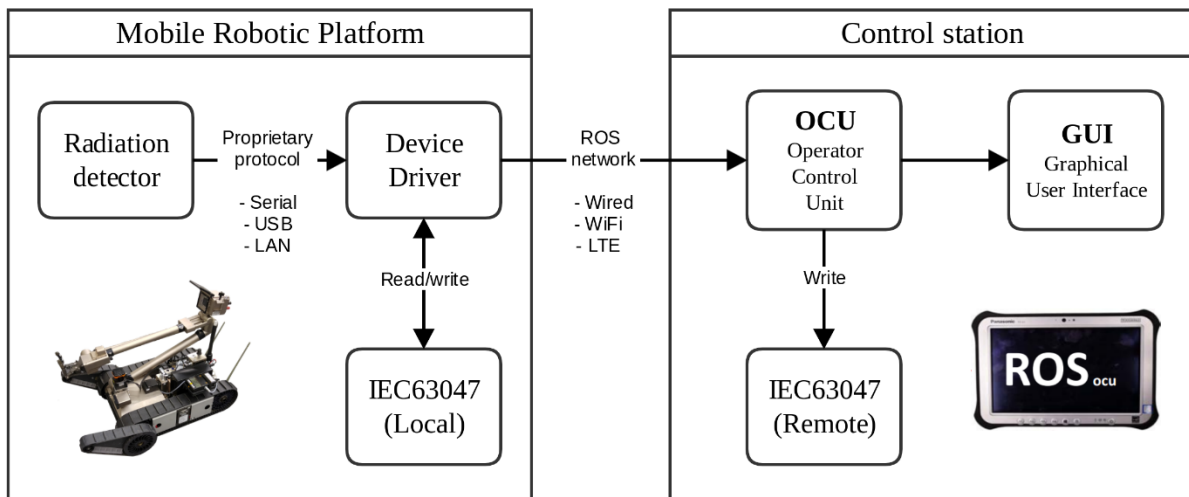 Mobile Robotic Platform
Control station
Radiation
detector
Proprietary
protocol
- Serial
- USB
- LAN
Device
Driver
ROS
network
- Wired
- WiFi
- LTE
OCU
Operator
Control
Unit
GUI
Graphical
User Interface
Read/write
Write
IEC63047
(Local)
IEC63047
(Remote)
Panasonic
ROS ocu